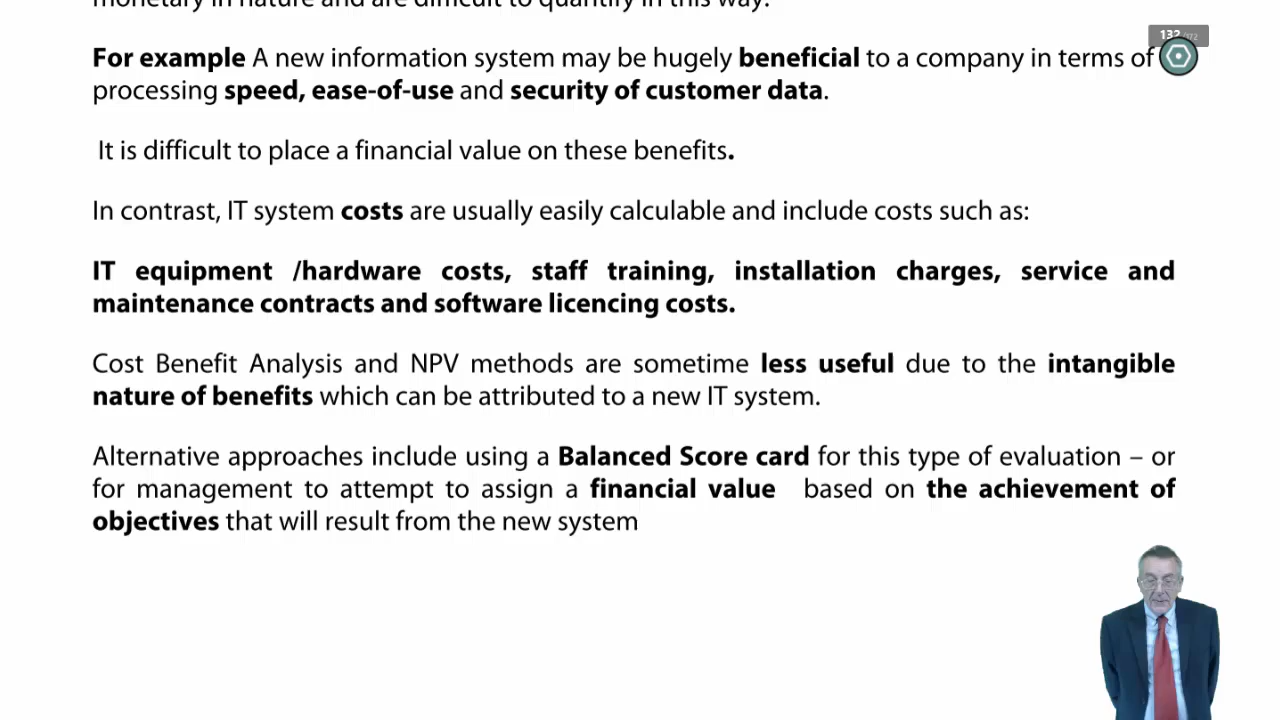 monetary in nature and are difficult to quantify in this way.
132 /172
For example A new information system may be hugely beneficial to a company in terms of
processing speed, ease-of-use and security of customer data.
It is difficult to place a financial value on these benefits.
In contrast, IT system costs are usually easily calculable and include costs such as:
IT equipment /hardware costs, staff training, installation charges, service and
maintenance contracts and software licencing costs.
Cost Benefit Analysis and NPV methods are sometime less useful due to the intangible
nature of benefits which can be attributed to a new IT system.
Alternative approaches include using a Balanced Score card for this type of evaluation – or
for management to attempt to assign a financial value based on the achievement of
objectives that will result from the new system